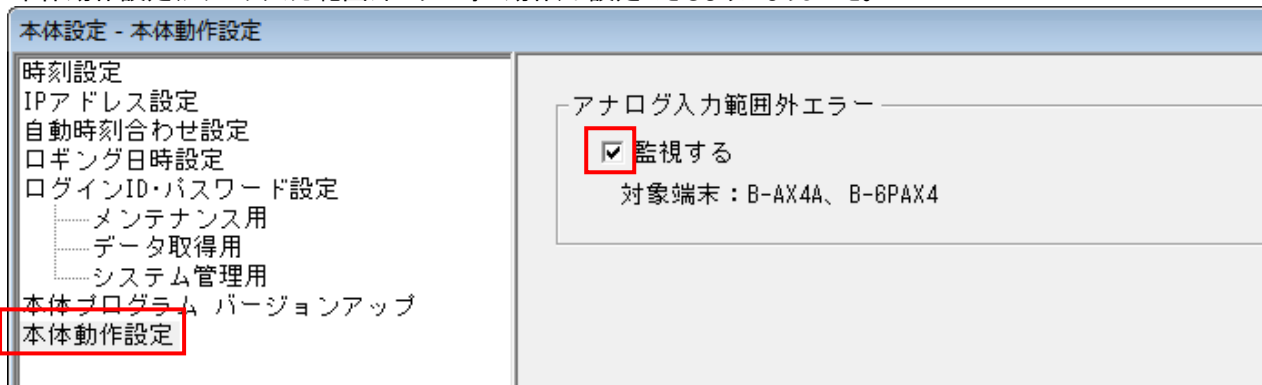 本体設定 - 本体動作設定
時刻設定
IPアドレス設定
自動時刻合わせ設定
ロギング日時設定
ログインID･パスワード設定
メンテナンス用
データ取得用
システム管理用
本体プログラム バージョンアップ
本体動作設定
アナログ入力範囲外エラー
監視する
対象端末：B-AX4A、B-6PAX4